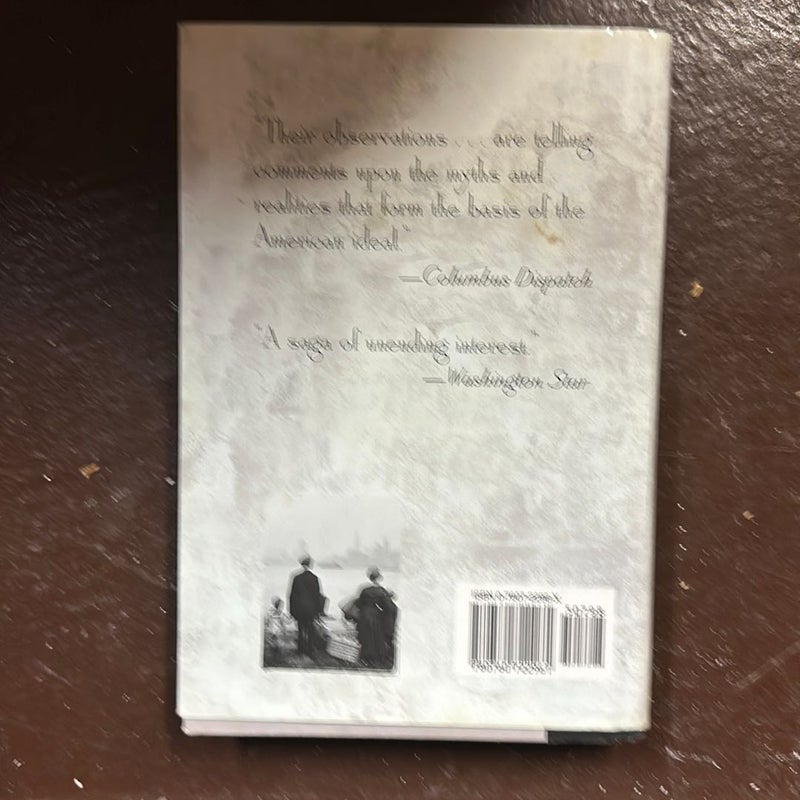 "Their observations . . . are telling
comments upon the myths and
realities that form the basis of the
American ideal."
—Columbus Dispatch
"A saga of unending interest."
—Washington Star
ISBN